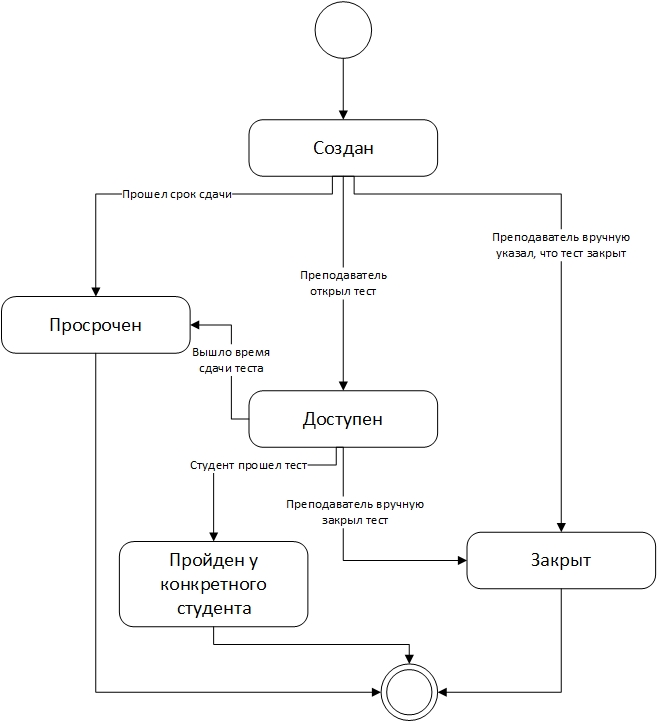 Создан
Прошел срок сдачи
Преподаватель вручную
указал, что тест закрыт
Преподаватель
открыл тест
Просрочен
Вышло время
сдачи теста
Доступен
Студент прошел тест
Преподаватель вручную
закрыл тест
Пройден у
конкретного
студента
Закрыт